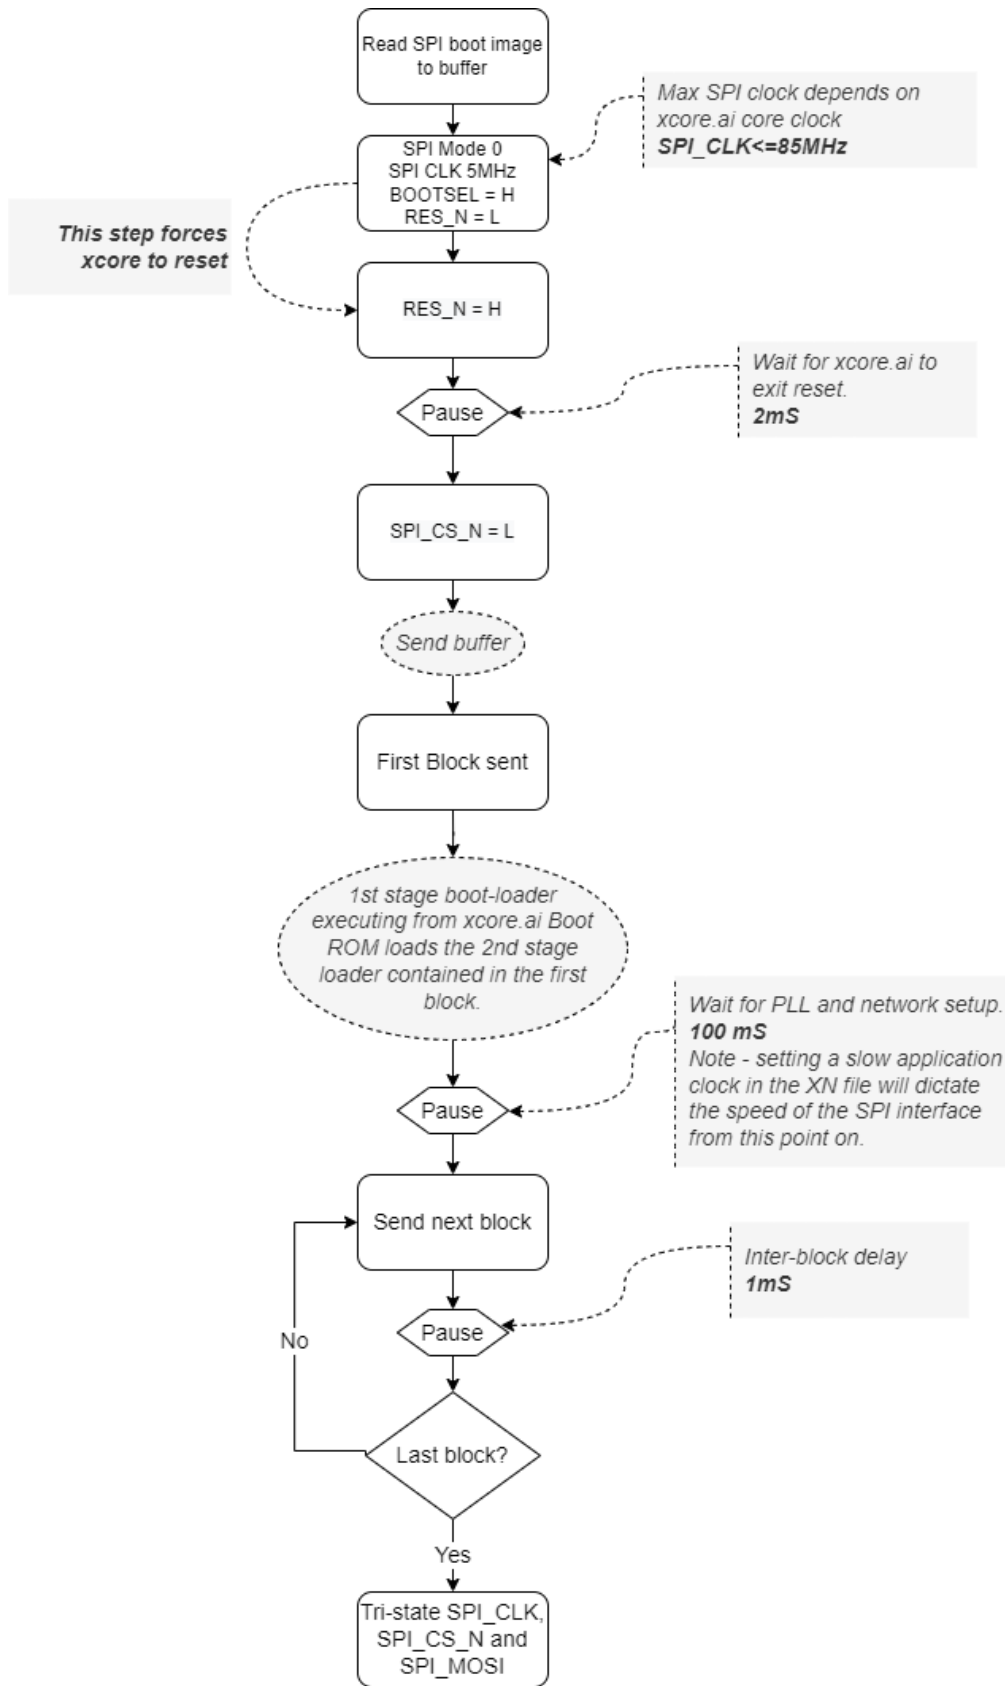 Read SPI boot image
to buffer
Max SPI clock depends on
xcore.ai core clock
SPI_CLK<=85MHz
SPI Mode 0
SPI CLK 5MHz
BOOTSEL = H
RES_N = L
This step forces
xcore to reset
RES_N = H
Wait for xcore.ai to
exit reset.
2mS
Pause
SPI_CS_N = L
Send buffer
First Block sent
1st stage boot-loader
executing from xcore.ai Boot
ROM loads the 2nd stage
loader contained in the first
block.
Wait for PLL and network setup.
100 mS
Note - setting a slow application
clock in the XN file will dictate
the speed of the SPI interface
from this point on.
Pause
Send next block
Inter-block delay
1mS
Pause
No
Last block?
Yes
Tri-state SPI_CLK,
SPI_CS_N and
SPI_MOSI